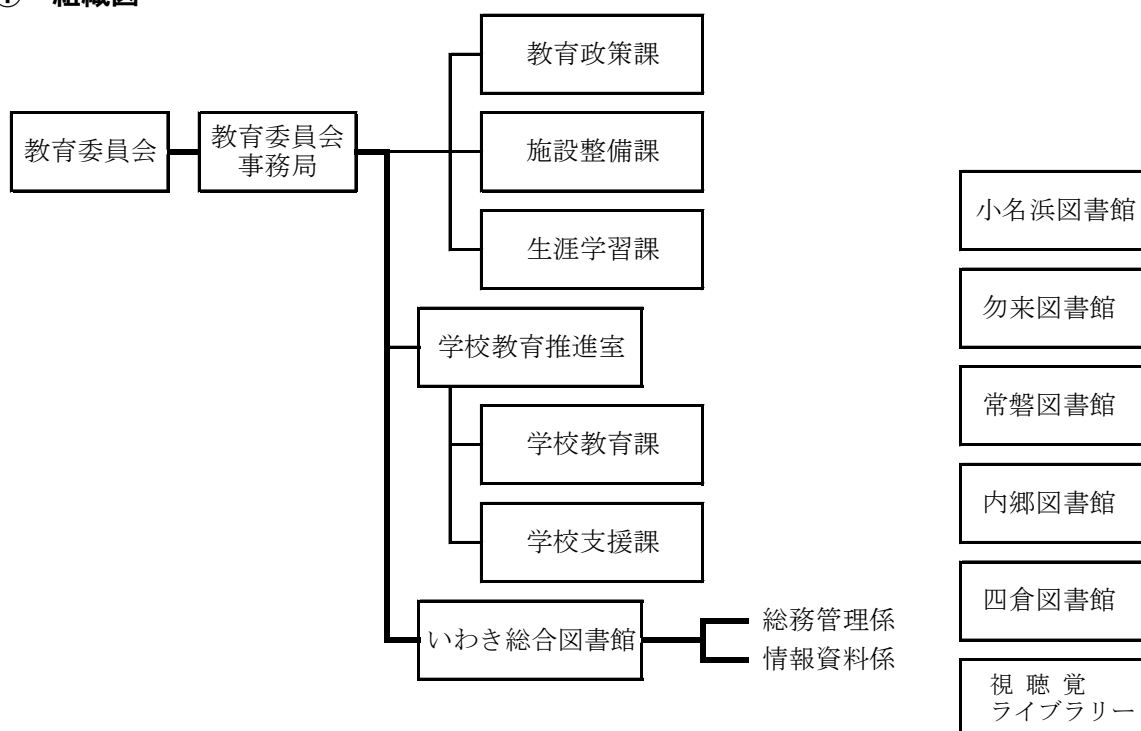 組織図
教育政策課
教育委員会
教育委員会
事務局
施設整備課
生涯学習課
学校教育推進室
学校教育課
学校支援課
いわき総合図書館
総務管理係
情報資料係
小名浜図書館
勿来図書館
常磐図書館
内郷図書館
四倉図書館
視 聴 覚
ライブラリー